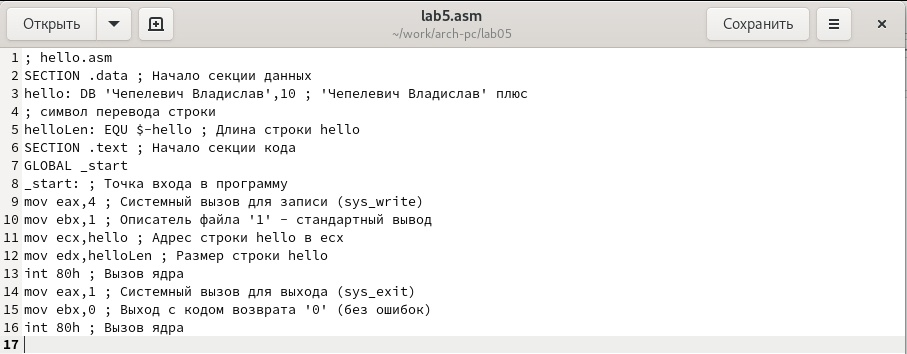 Открыть
lab5.asm
~/work/arch-pc/lab05
Сохранить
1 ; hello.asm
2 SECTION .data ; Начало секции данных
3 hello: DB 'Чепелевич Владислав',10 ; 'Чепелевич Владислав' плюс
4 ; символ перевода строки
5 helloLen: EQU $-hello ; Длина строки hello
6 SECTION .text ; Начало секции кода
7 GLOBAL _start
8 _start: ; Точка входа в программу
9 mov eax,4 ; Системный вызов для записи (sys_write)
10 mov ebx,1 ; Описатель файла '1' - стандартный вывод
11 mov ecx,hello ; Адрес строки hello в ecx
12 mov edx,helloLen ; Размер строки hello
13 int 80h ; Вызов ядра
14 mov eax,1 ; Системный вызов для выхода (sys_exit)
15 mov ebx,0 ; Выход с кодом возврата '0' (без ошибок)
16 int 80h ; Вызов ядра
17